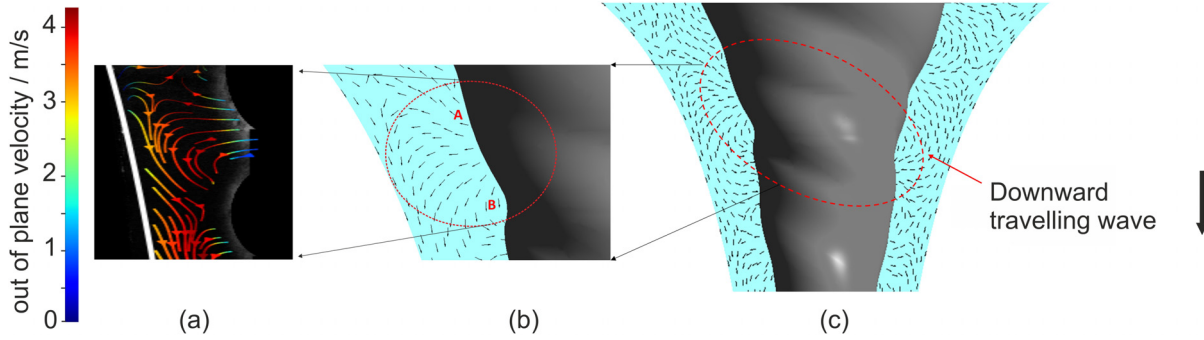 out of plane velocity / m/s
4
3
2
1
0
A
B
Downward
travelling wave
(a)
(b)
(c)